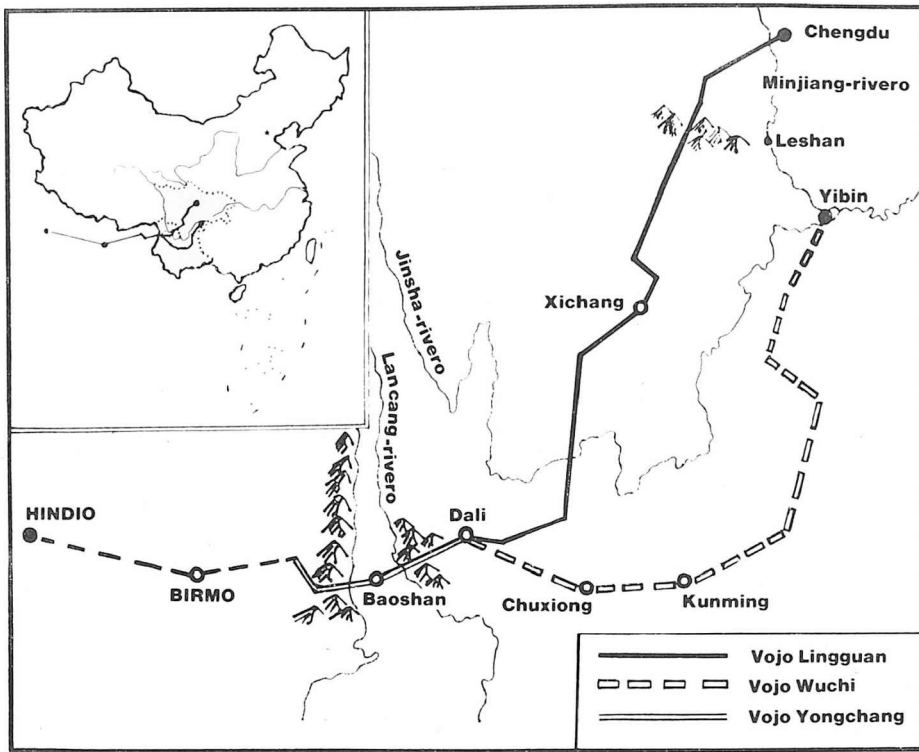 Chengdu
Minjiang-rivero
Leshan
Yibin
Jinsha-rivero
Xichang
Lancang-rivero
HINDIO
Dali
BIRMO
Baoshan
Chuxiong
Kunming
Vojo Lingguan
Vojo Wuchi
Vojo Yongchang